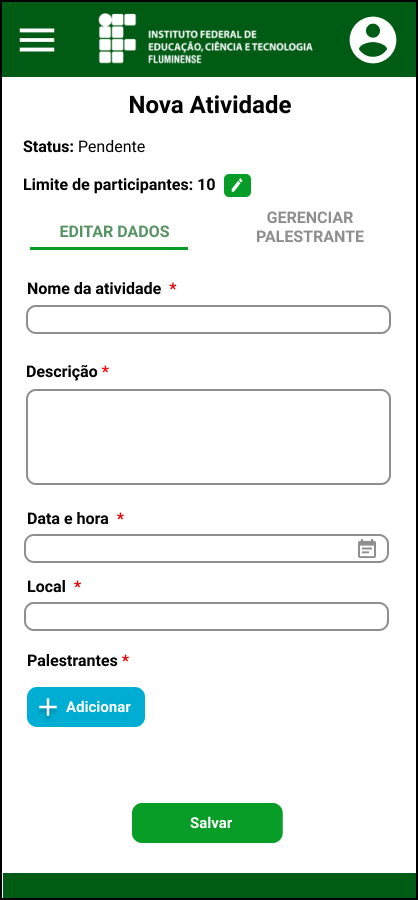 INSTITUTO FEDERAL DE
EDUCAÇÃO, CIÊNCIA E TECNOLOGIA
FLUMINENSE
Nova Atividade
Status: Pendente
Limite de participantes: 10
EDITAR DADOS
GERENCIAR
PALESTRANTE
Nome da atividade *
Descrição *
Data e hora *
Local *
Palestrantes *
Adicionar
Salvar